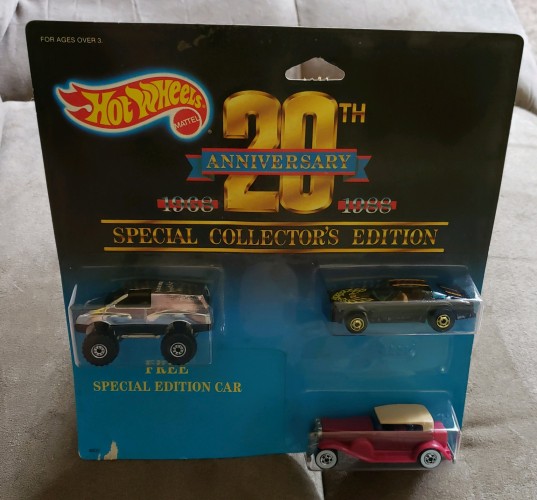 FOR AGES OVER 3.
HOT WHEELS
MATTEL
20TH
ANNIVERSARY
1968 1988
SPECIAL COLLECTOR'S EDITION
FREE
SPECIAL EDITION CAR